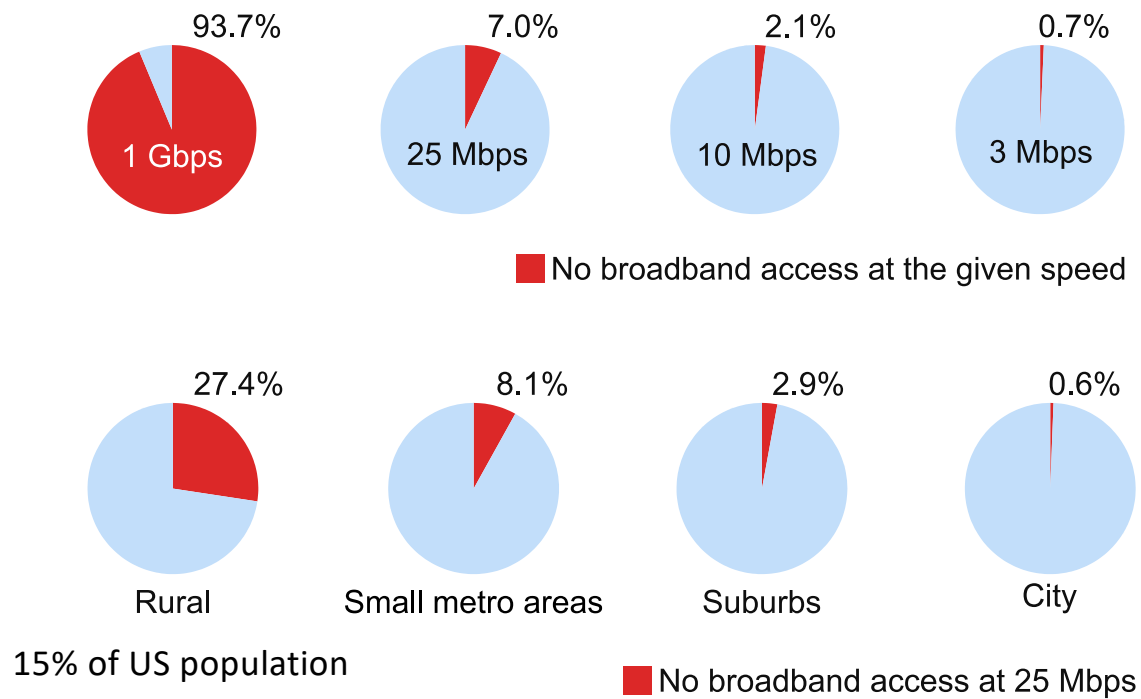 93.7% 7.0% 2.1% 0.7%
1 Gbps 25 Mbps 10 Mbps 3 Mbps
No broadband access at the given speed
27.4% 8.1% 2.9% 0.6%
Rural Small metro areas Suburbs City
15% of US population
No broadband access at 25 Mbps